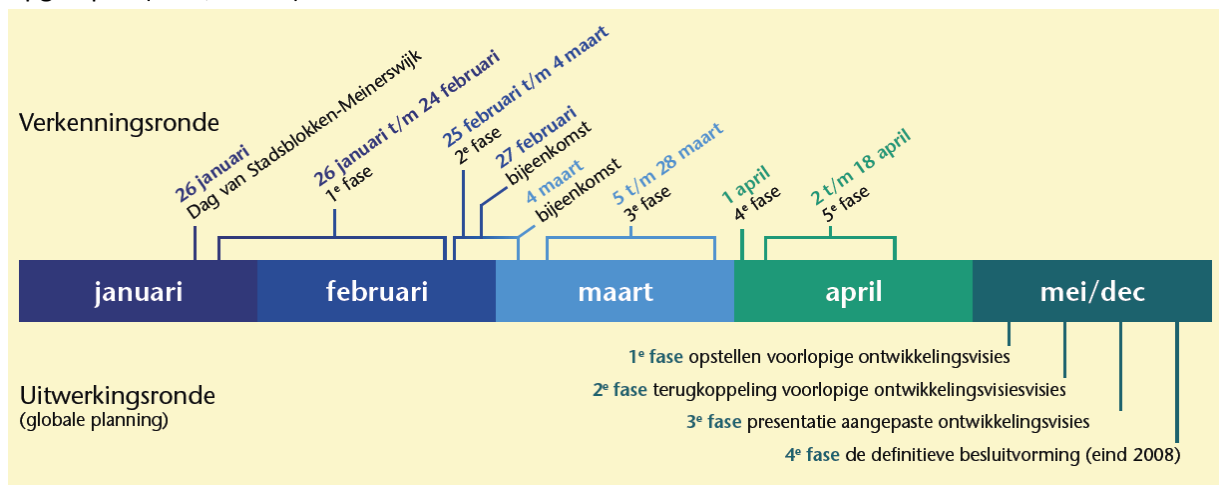 Verkenningsronde
26 januari
Dag van Stadsblokken-Meinerswijk
26 januari t/m 24 februari
1e fase
25 februari t/m 4 maart
2e fase
27 februari
bijeenkomst
4 maart
bijeenkomst
5 t/m 28 maart
3e fase
1 april
4e fase
2 t/m 18 april
5e fase
januari
februari
maart
april
mei/dec
Uitwerkingsronde
(globale planning)
1e fase opstellen voorlopige ontwikkelingsvisies
2e fase terugkoppeling voorlopige ontwikkelingsvisiesvisies
3e fase presentatie aangepaste ontwikkelingsvisies
4e fase de definitieve besluitvorming (eind 2008)